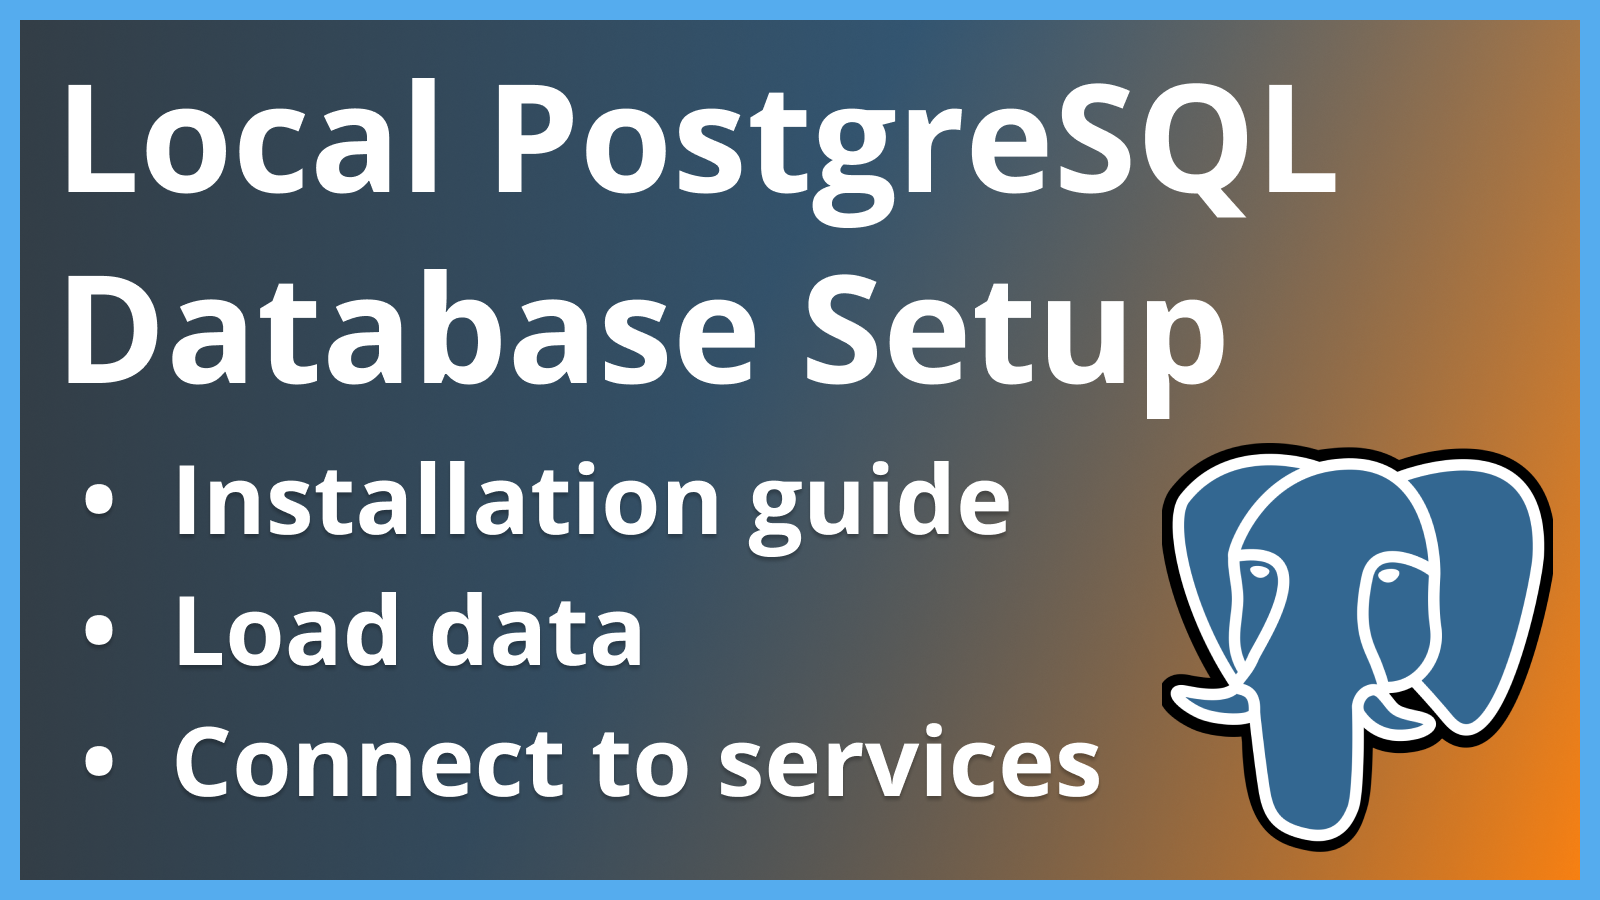 Local PostgreSQL
Database Setup
• Installation guide
• Load data
• Connect to services